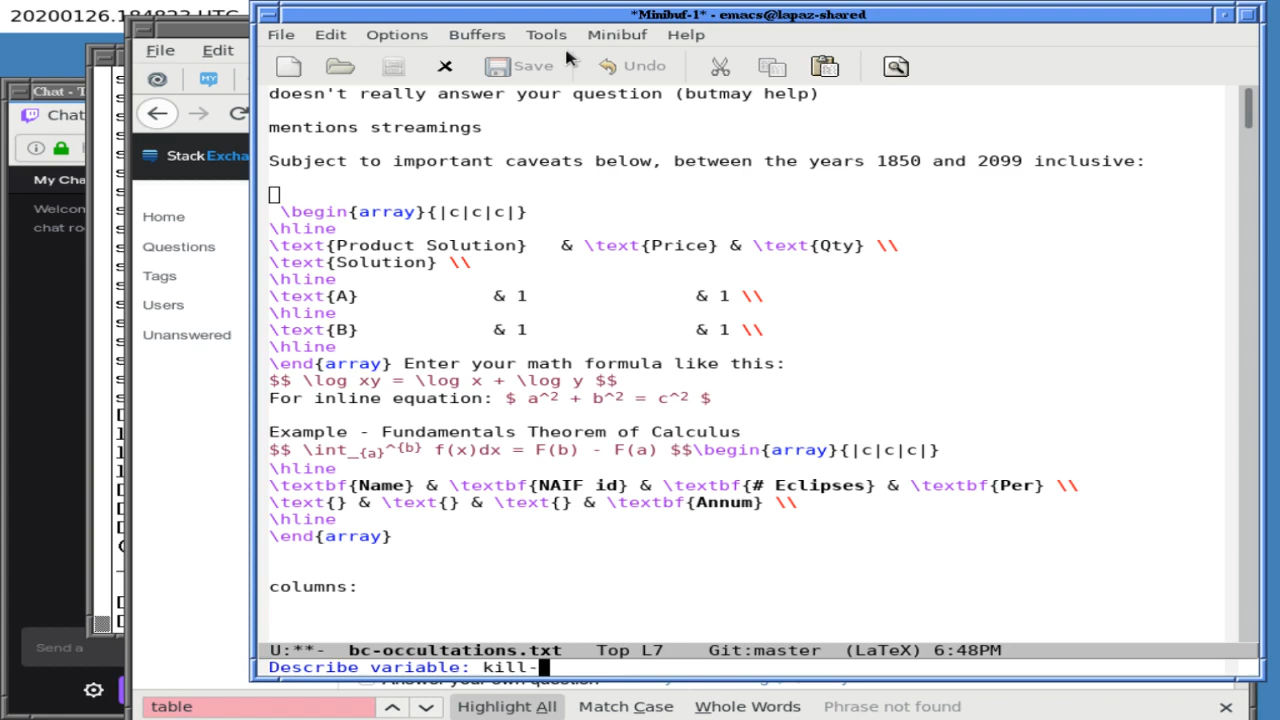 20200126.184823 UTC
*Minibuf-1* - emacs@lapaz-shared
File Edit Options Buffers Tools Minibuf Help
Save Undo
File Edit
MY
Chat - T
Chat
StackExcha
My Cha
Welcon
chat ro
Home
Questions
Tags
Users
Unanswered
doesn't really answer your question (butmay help)
mentions streamings
Subject to important caveats below, between the years 1850 and 2099 inclusive:
\begin{array}{|c|c|c|}
\hline
\text{Product Solution} & \text{Price} & \text{Qty} \\
\text{Solution} \\
\hline
\text{A} & 1 & 1 \\
\hline
\text{B} & 1 & 1 \\
\hline
\end{array} Enter your math formula like this:
$$ \log xy = \log x + \log y $$
For inline equation: $ a^2 + b^2 = c^2 $
Example - Fundamentals Theorem of Calculus
$$ \int_{a}^{b} f(x)dx = F(b) - F(a) $$\begin{array}{|c|c|c|}
\hline
\textbf{Name} & \textbf{NAIF id} & \textbf{# Eclipses} & \textbf{Per} \\
\text{} & \text{} & \text{} & \textbf{Annum} \\
\hline
\end{array}
columns:
U:**- bc-occultations.txt Top L7 Git:master (LaTeX) 6:48PM
Describe variable: kill-
Send a
table Highlight All Match Case Whole Words Phrase not found